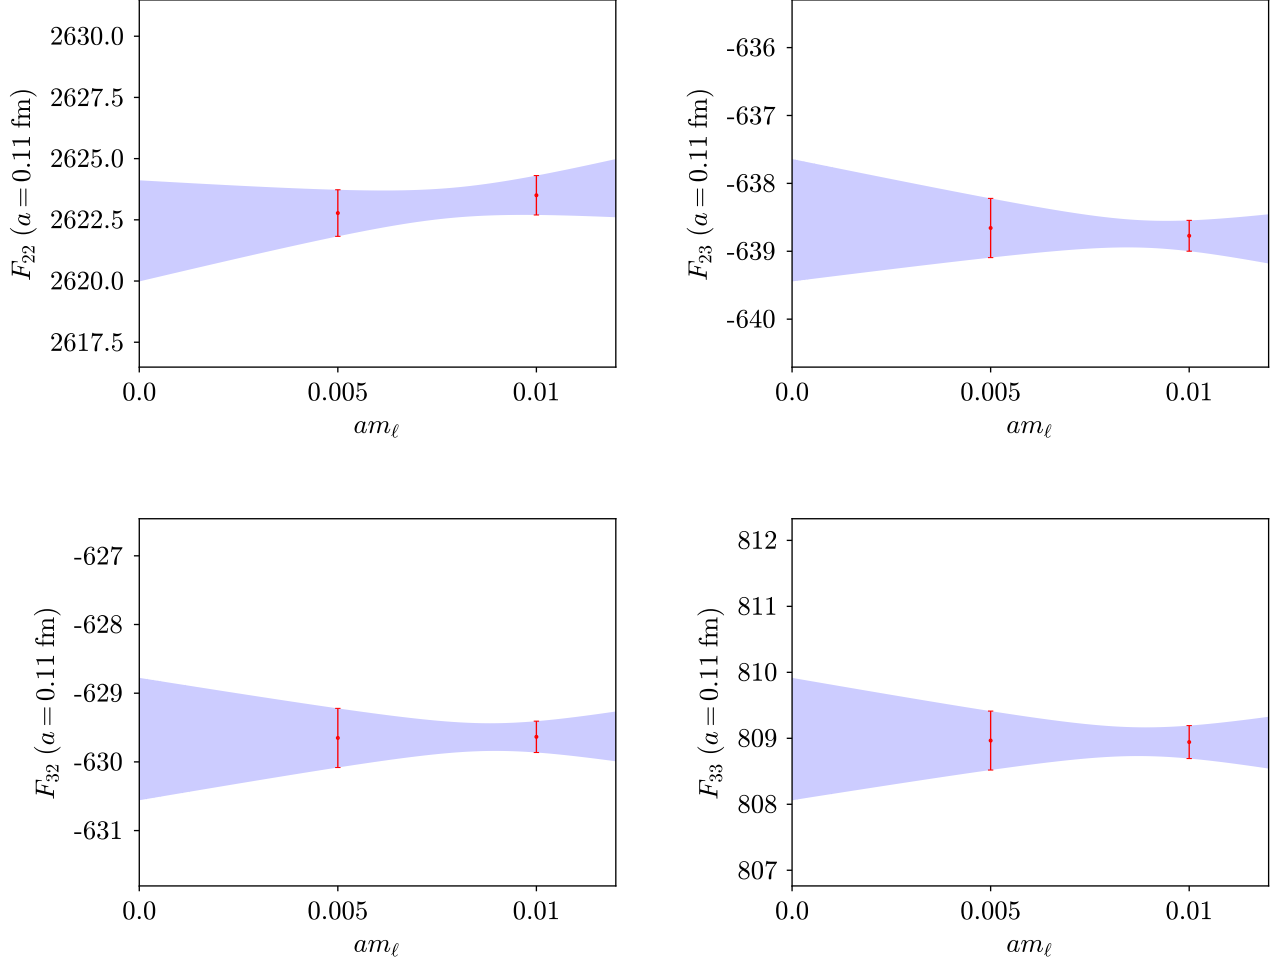 F₂₂ (a = 0.11 fm)
2630.0
2627.5
2625.0
2622.5
2620.0
2617.5
0.0 0.005 0.01
amℓ
F₂₃ (a = 0.11 fm)
-636
-637
-638
-639
-640
0.0 0.005 0.01
amℓ
F₃₂ (a = 0.11 fm)
-627
-628
-629
-630
-631
0.0 0.005 0.01
amℓ
F₃₃ (a = 0.11 fm)
812
811
810
809
808
807
0.0 0.005 0.01
amℓ